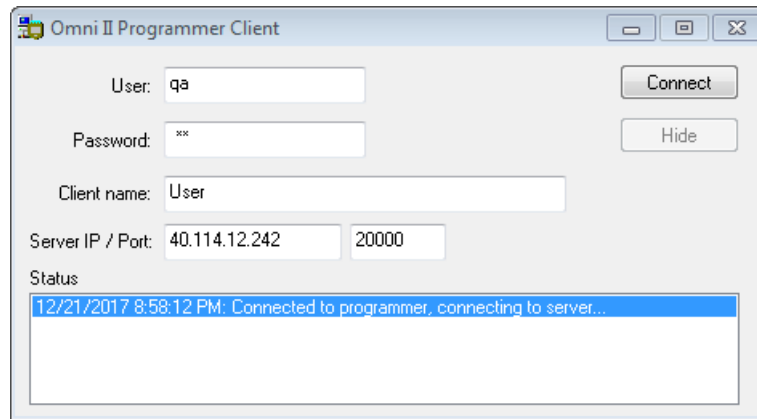 Omni II Programmer Client
User: qa Connect
Password: ** Hide
Client name: User
Server IP / Port: 40.114.12.242 20000
Status
12/21/2017 8:58:12 PM: Connected to programmer, connecting to server...